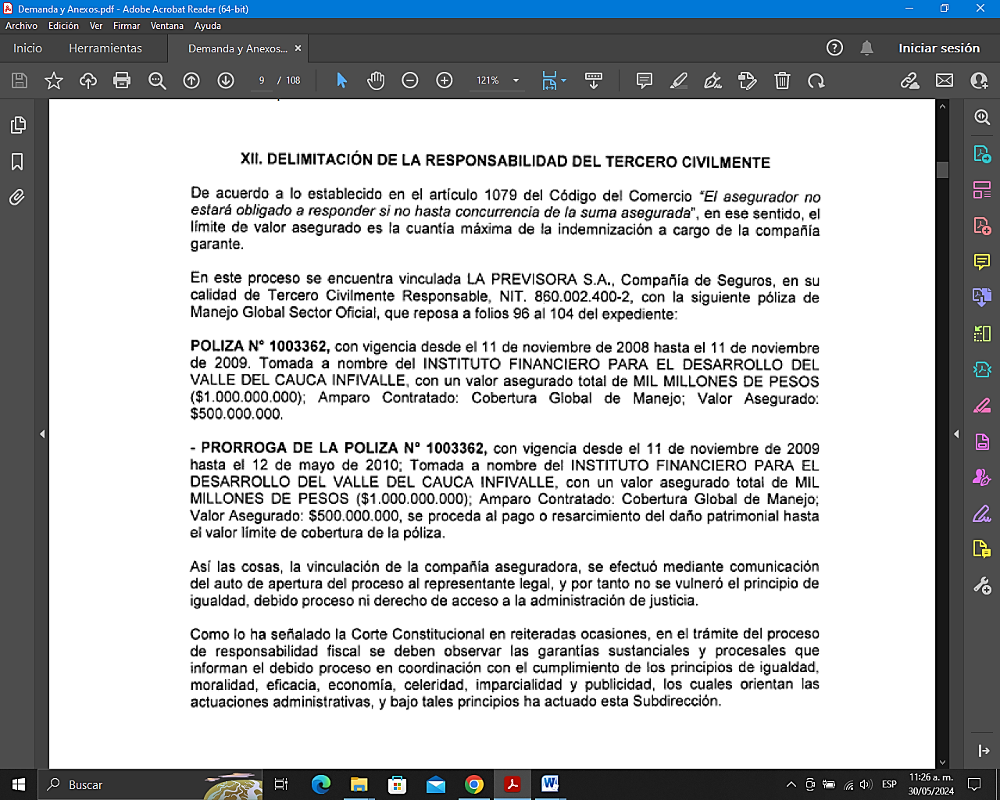 Demanda y Anexos.pdf - Adobe Acrobat Reader (64-bit)
Archivo Edición Ver Firmar Ventana Ayuda
Inicio Herramientas Demanda y Anexos... × Iniciar sesión
9 / 108 121%
XII. DELIMITACIÓN DE LA RESPONSABILIDAD DEL TERCERO CIVILMENTE
De acuerdo a lo establecido en el artículo 1079 del Código del Comercio "El asegurador no
estará obligado a responder si no hasta concurrencia de la suma asegurada", en ese sentido, el
límite de valor asegurado es la cuantía máxima de la indemnización a cargo de la compañía
garante.
En este proceso se encuentra vinculada LA PREVISORA S.A., Compañía de Seguros, en su
calidad de Tercero Civilmente Responsable, NIT. 860.002.400-2, con la siguiente póliza de
Manejo Global Sector Oficial, que reposa a folios 96 al 104 del expediente:
POLIZA N° 1003362, con vigencia desde el 11 de noviembre de 2008 hasta el 11 de noviembre
de 2009. Tomada a nombre del INSTITUTO FINANCIERO PARA EL DESARROLLO DEL
VALLE DEL CAUCA INFIVALLE, con un valor asegurado total de MIL MILLONES DE PESOS
($1.000.000.000); Amparo Contratado: Cobertura Global de Manejo; Valor Asegurado:
$500.000.000.
- PRORROGA DE LA POLIZA N° 1003362, con vigencia desde el 11 de noviembre de 2009
hasta el 12 de mayo de 2010; Tomada a nombre del INSTITUTO FINANCIERO PARA EL
DESARROLLO DEL VALLE DEL CAUCA INFIVALLE, con un valor asegurado total de MIL
MILLONES DE PESOS ($1.000.000.000); Amparo Contratado: Cobertura Global de Manejo;
Valor Asegurado: $500.000.000, se proceda al pago o resarcimiento del daño patrimonial hasta
el valor límite de cobertura de la póliza.
Así las cosas, la vinculación de la compañía aseguradora, se efectuó mediante comunicación
del auto de apertura del proceso al representante legal, y por tanto no se vulneró el principio de
igualdad, debido proceso ni derecho de acceso a la administración de justicia.
Como lo ha señalado la Corte Constitucional en reiteradas ocasiones, en el trámite del proceso
de responsabilidad fiscal se deben observar las garantías sustanciales y procesales que
informan el debido proceso en coordinación con el cumplimiento de los principios de igualdad,
moralidad, eficacia, economía, celeridad, imparcialidad y publicidad, los cuales orientan las
actuaciones administrativas, y bajo tales principios ha actuado esta Subdirección.
Buscar
ESP
11:26 a. m.
30/05/2024